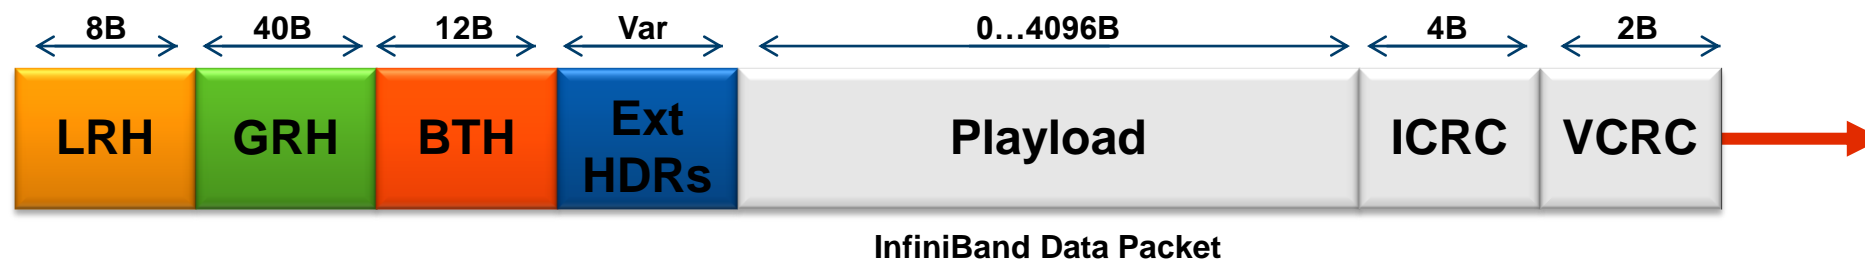 8B 40B 12B Var 0…4096B 4B 2B
LRH GRH BTH Ext HDRs Playload ICRC VCRC
InfiniBand Data Packet